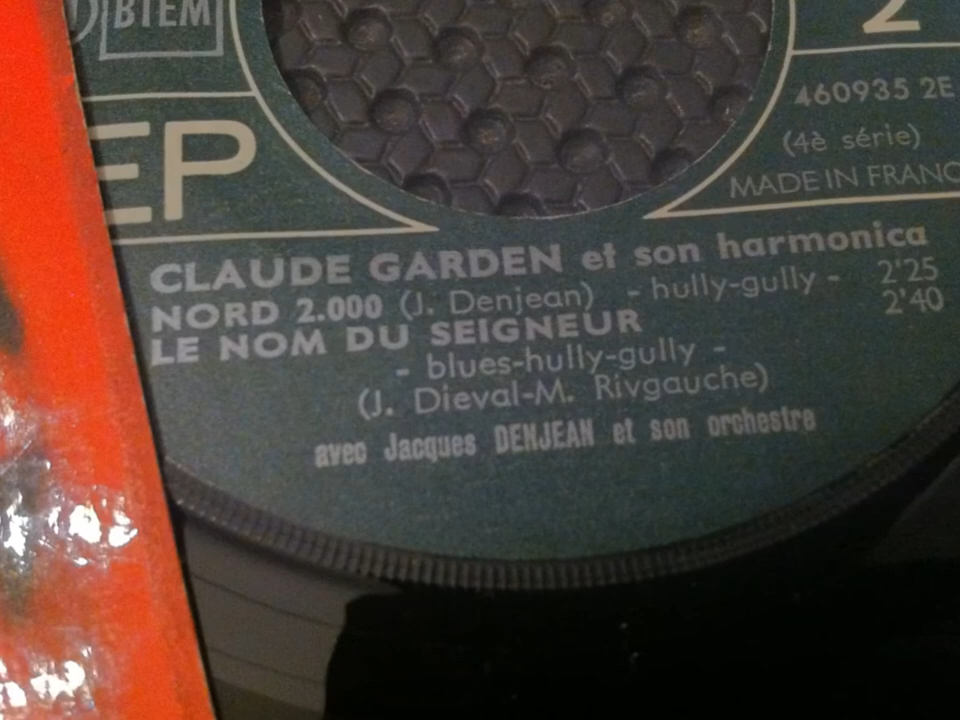 BIEM
2
460935 2E
(4è série)
EP
MADE IN FRANC
CLAUDE GARDEN et son harmonica
NORD 2.000 (J. Denjean) - hully-gully - 2'25
LE NOM DU SEIGNEUR 2'40
- blues-hully-gully -
(J. Dieval-M. Rivgauche)
avec Jacques DENJEAN et son orchestre